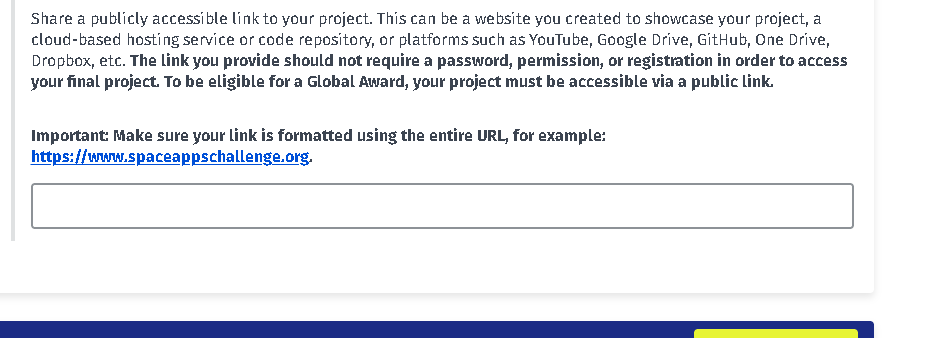 Share a publicly accessible link to your project. This can be a website you created to showcase your project, a
cloud-based hosting service or code repository, or platforms such as YouTube, Google Drive, GitHub, One Drive,
Dropbox, etc. The link you provide should not require a password, permission, or registration in order to access
your final project. To be eligible for a Global Award, your project must be accessible via a public link.
Important: Make sure your link is formatted using the entire URL, for example:
https://www.spaceappschallenge.org.